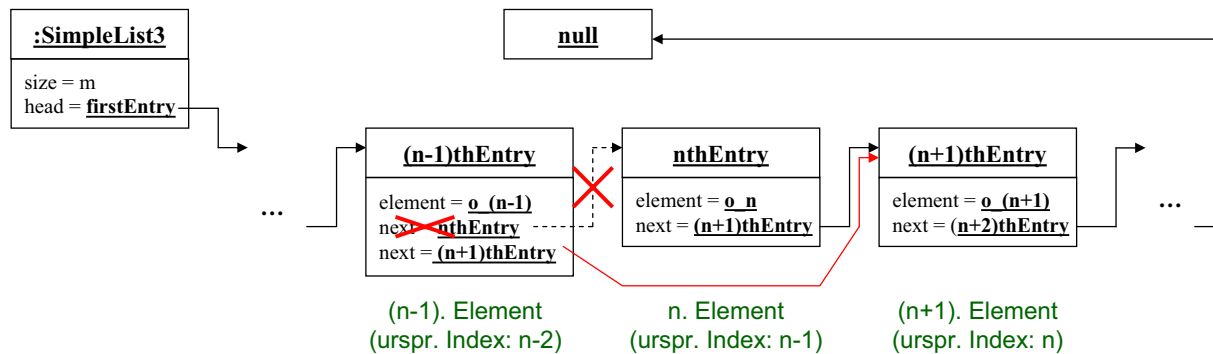 :SimpleList3
size = m
head = firstEntry
null
...
(n-1)thEntry
element = o_(n-1)
next = nthEntry
next = (n+1)thEntry
(n-1). Element
(urspr. Index: n-2)
nthEntry
element = o_n
next = (n+1)thEntry
n. Element
(urspr. Index: n-1)
(n+1)thEntry
element = o_(n+1)
next = (n+2)thEntry
(n+1). Element
(urspr. Index: n)
...